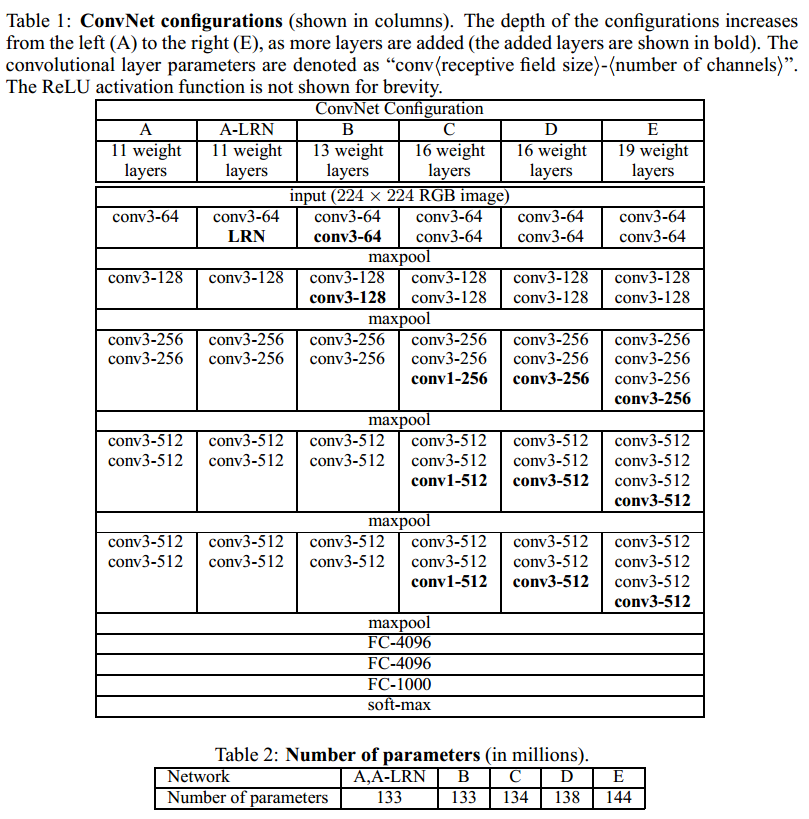 Table 1: ConvNet configurations (shown in columns). The depth of the configurations increases
from the left (A) to the right (E), as more layers are added (the added layers are shown in bold). The
convolutional layer parameters are denoted as “conv⟨receptive field size⟩-⟨number of channels⟩”.
The ReLU activation function is not shown for brevity.
ConvNet Configuration
A A-LRN B C D E
11 weight 11 weight 13 weight 16 weight 16 weight 19 weight
layers layers layers layers layers layers
input (224 × 224 RGB image)
conv3-64 conv3-64 conv3-64 conv3-64 conv3-64 conv3-64
LRN conv3-64 conv3-64 conv3-64 conv3-64
maxpool
conv3-128 conv3-128 conv3-128 conv3-128 conv3-128 conv3-128
conv3-128 conv3-128 conv3-128 conv3-128
maxpool
conv3-256 conv3-256 conv3-256 conv3-256 conv3-256 conv3-256
conv3-256 conv3-256 conv3-256 conv3-256 conv3-256 conv3-256
conv1-256 conv3-256 conv3-256
conv3-256
maxpool
conv3-512 conv3-512 conv3-512 conv3-512 conv3-512 conv3-512
conv3-512 conv3-512 conv3-512 conv3-512 conv3-512 conv3-512
conv1-512 conv3-512 conv3-512
conv3-512
maxpool
conv3-512 conv3-512 conv3-512 conv3-512 conv3-512 conv3-512
conv3-512 conv3-512 conv3-512 conv3-512 conv3-512 conv3-512
conv1-512 conv3-512 conv3-512
conv3-512
maxpool
FC-4096
FC-4096
FC-1000
soft-max
Table 2: Number of parameters (in millions).
Network A,A-LRN B C D E
Number of parameters 133 133 134 138 144